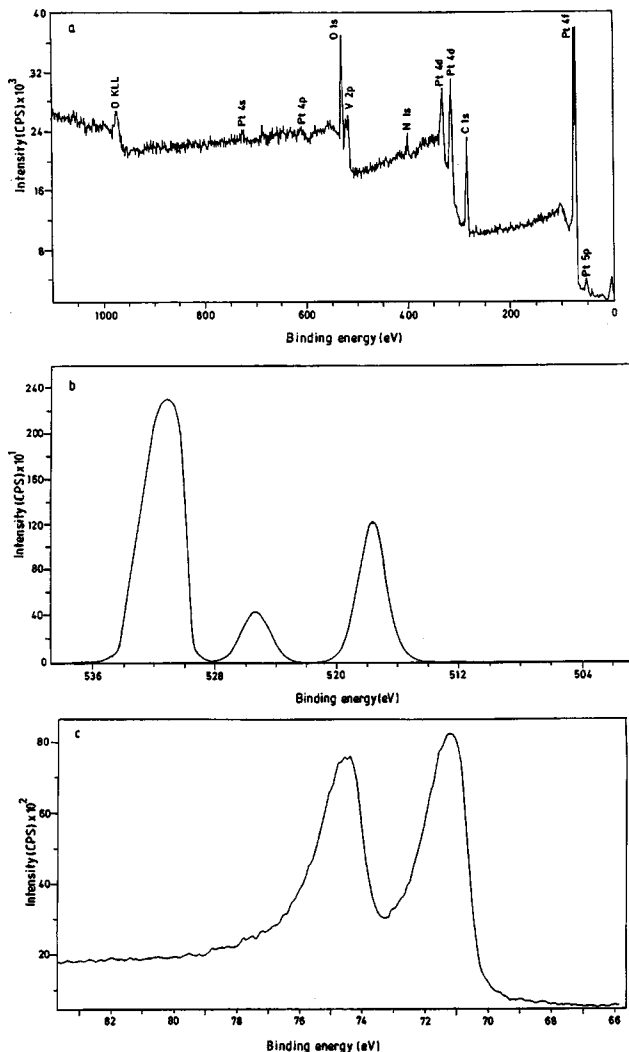 a
Intensity (CPS) x 10³
40
32
24
16
8
O KLL
Pt 4s
Pt 4p
O 1s
V 2p
N 1s
Pt 4d
Pt 4d
C 1s
Pt 4f
Pt 5p
1000 800 600 400 200 0
Binding energy (eV)
b
Intensity (CPS) x 10¹
240
200
160
120
80
40
0
536 528 520 512 504
Binding energy (eV)
c
Intensity (CPS) x 10²
80
60
40
20
82 80 78 76 74 72 70 68 66
Binding energy (eV)